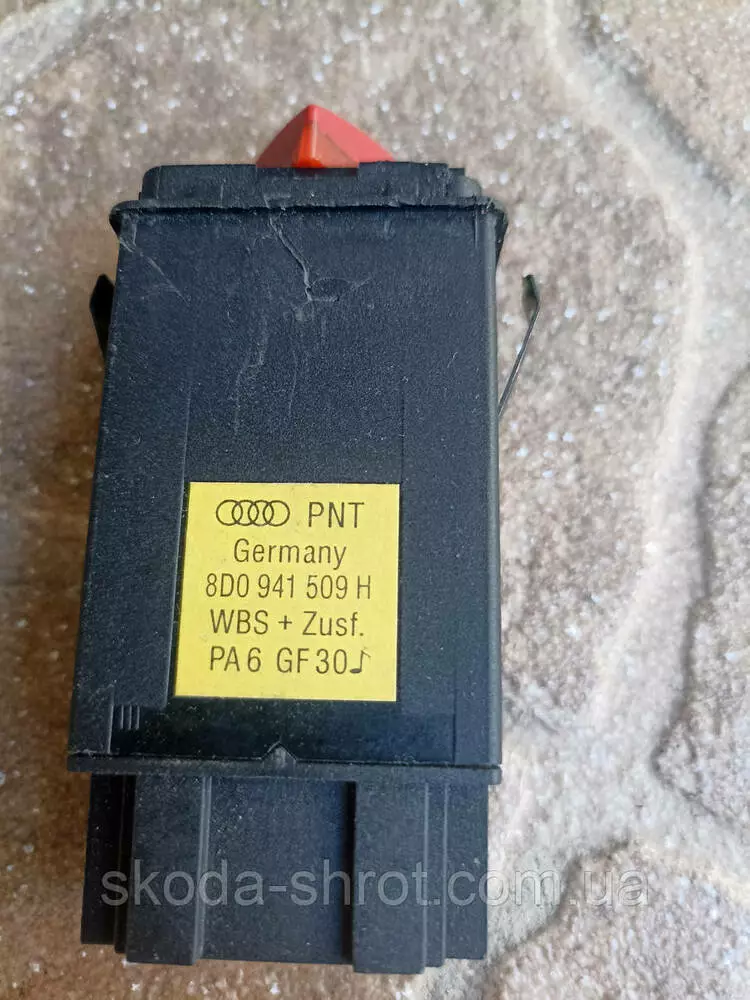 PNT
Germany
8D0 941 509 H
WBS + Zusf.
PA6 GF30♪
skoda-shrot.com.ua